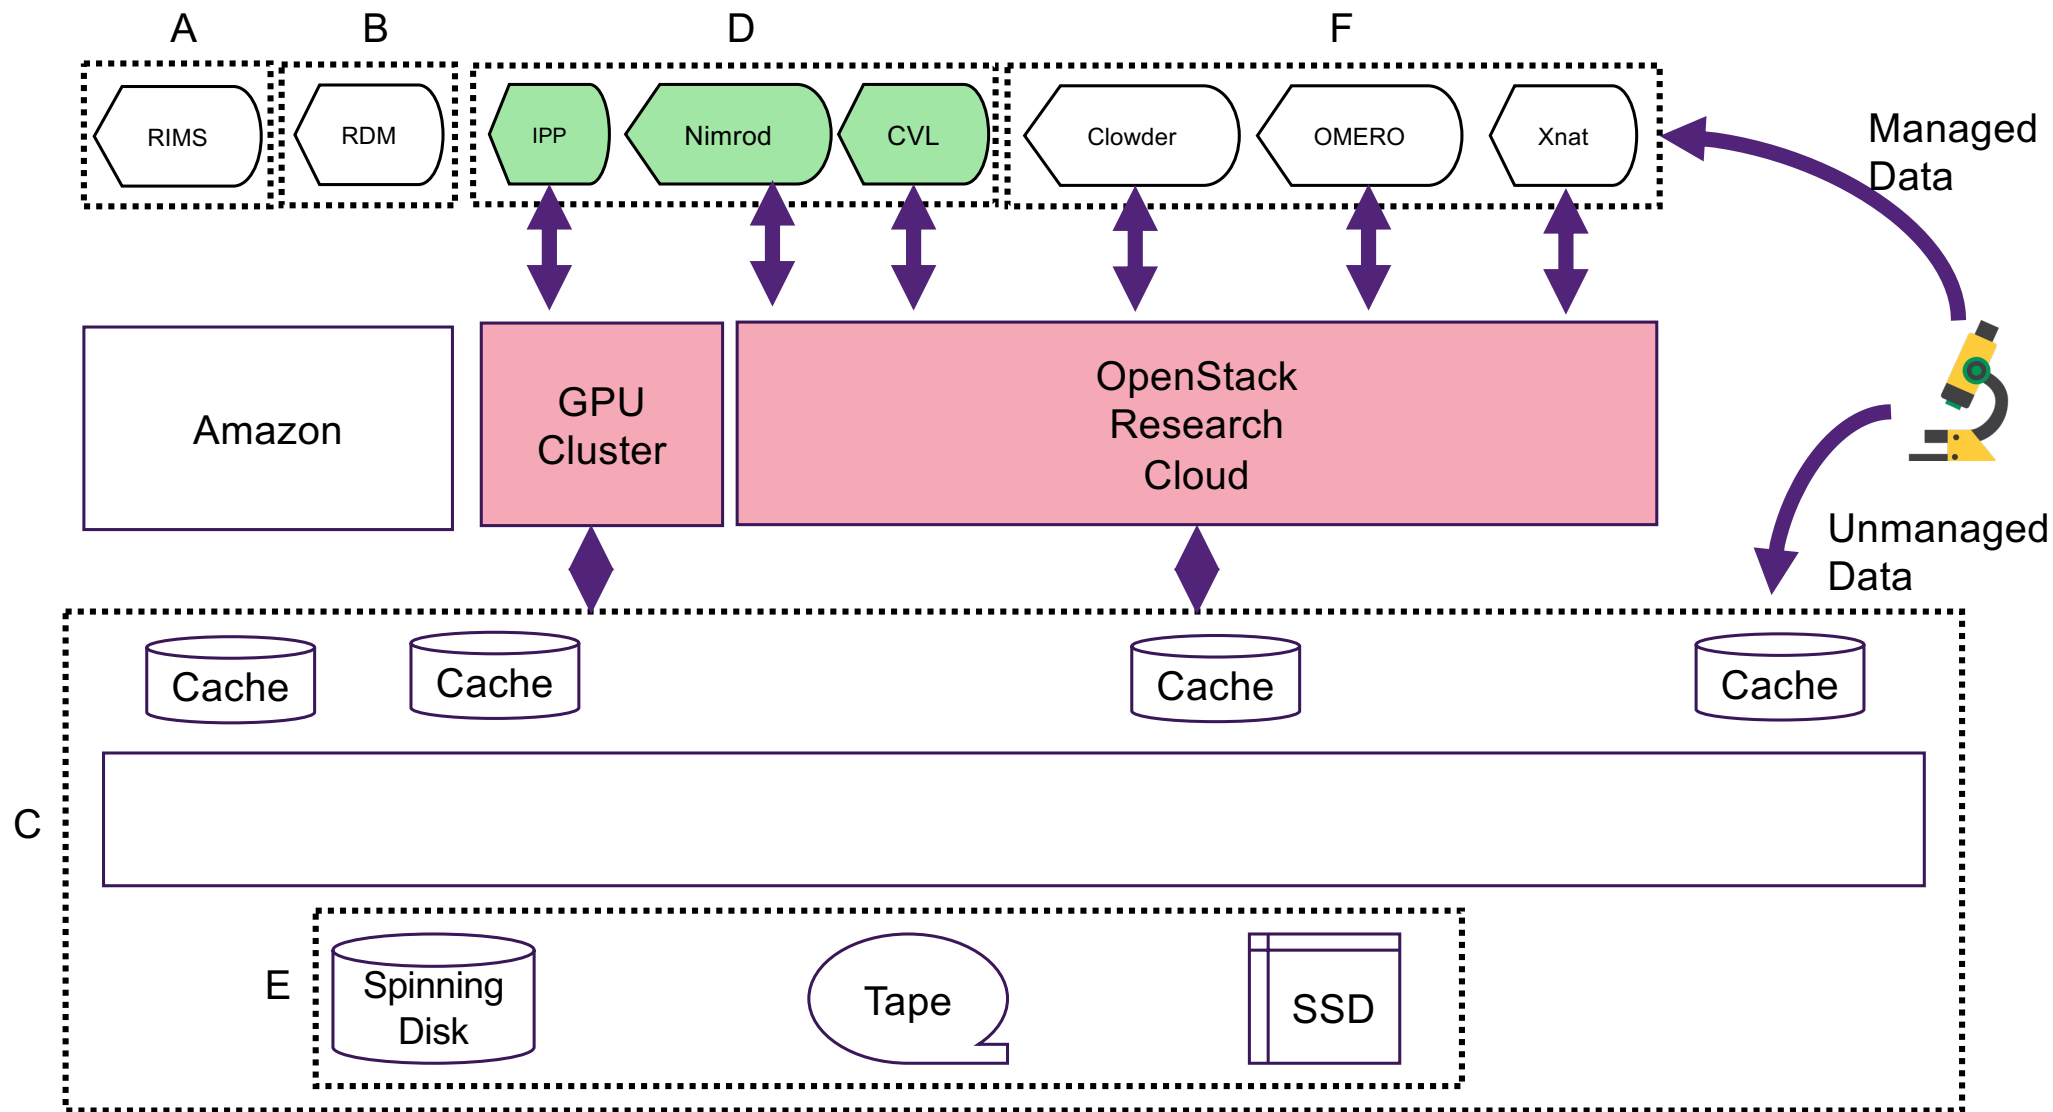 A
B
D
F
RIMS
RDM
IPP
Nimrod
CVL
Clowder
OMERO
Xnat
Managed
Data
Amazon
GPU
Cluster
OpenStack
Research
Cloud
Unmanaged
Data
Cache
Cache
Cache
Cache
C
E
Spinning
Disk
Tape
SSD